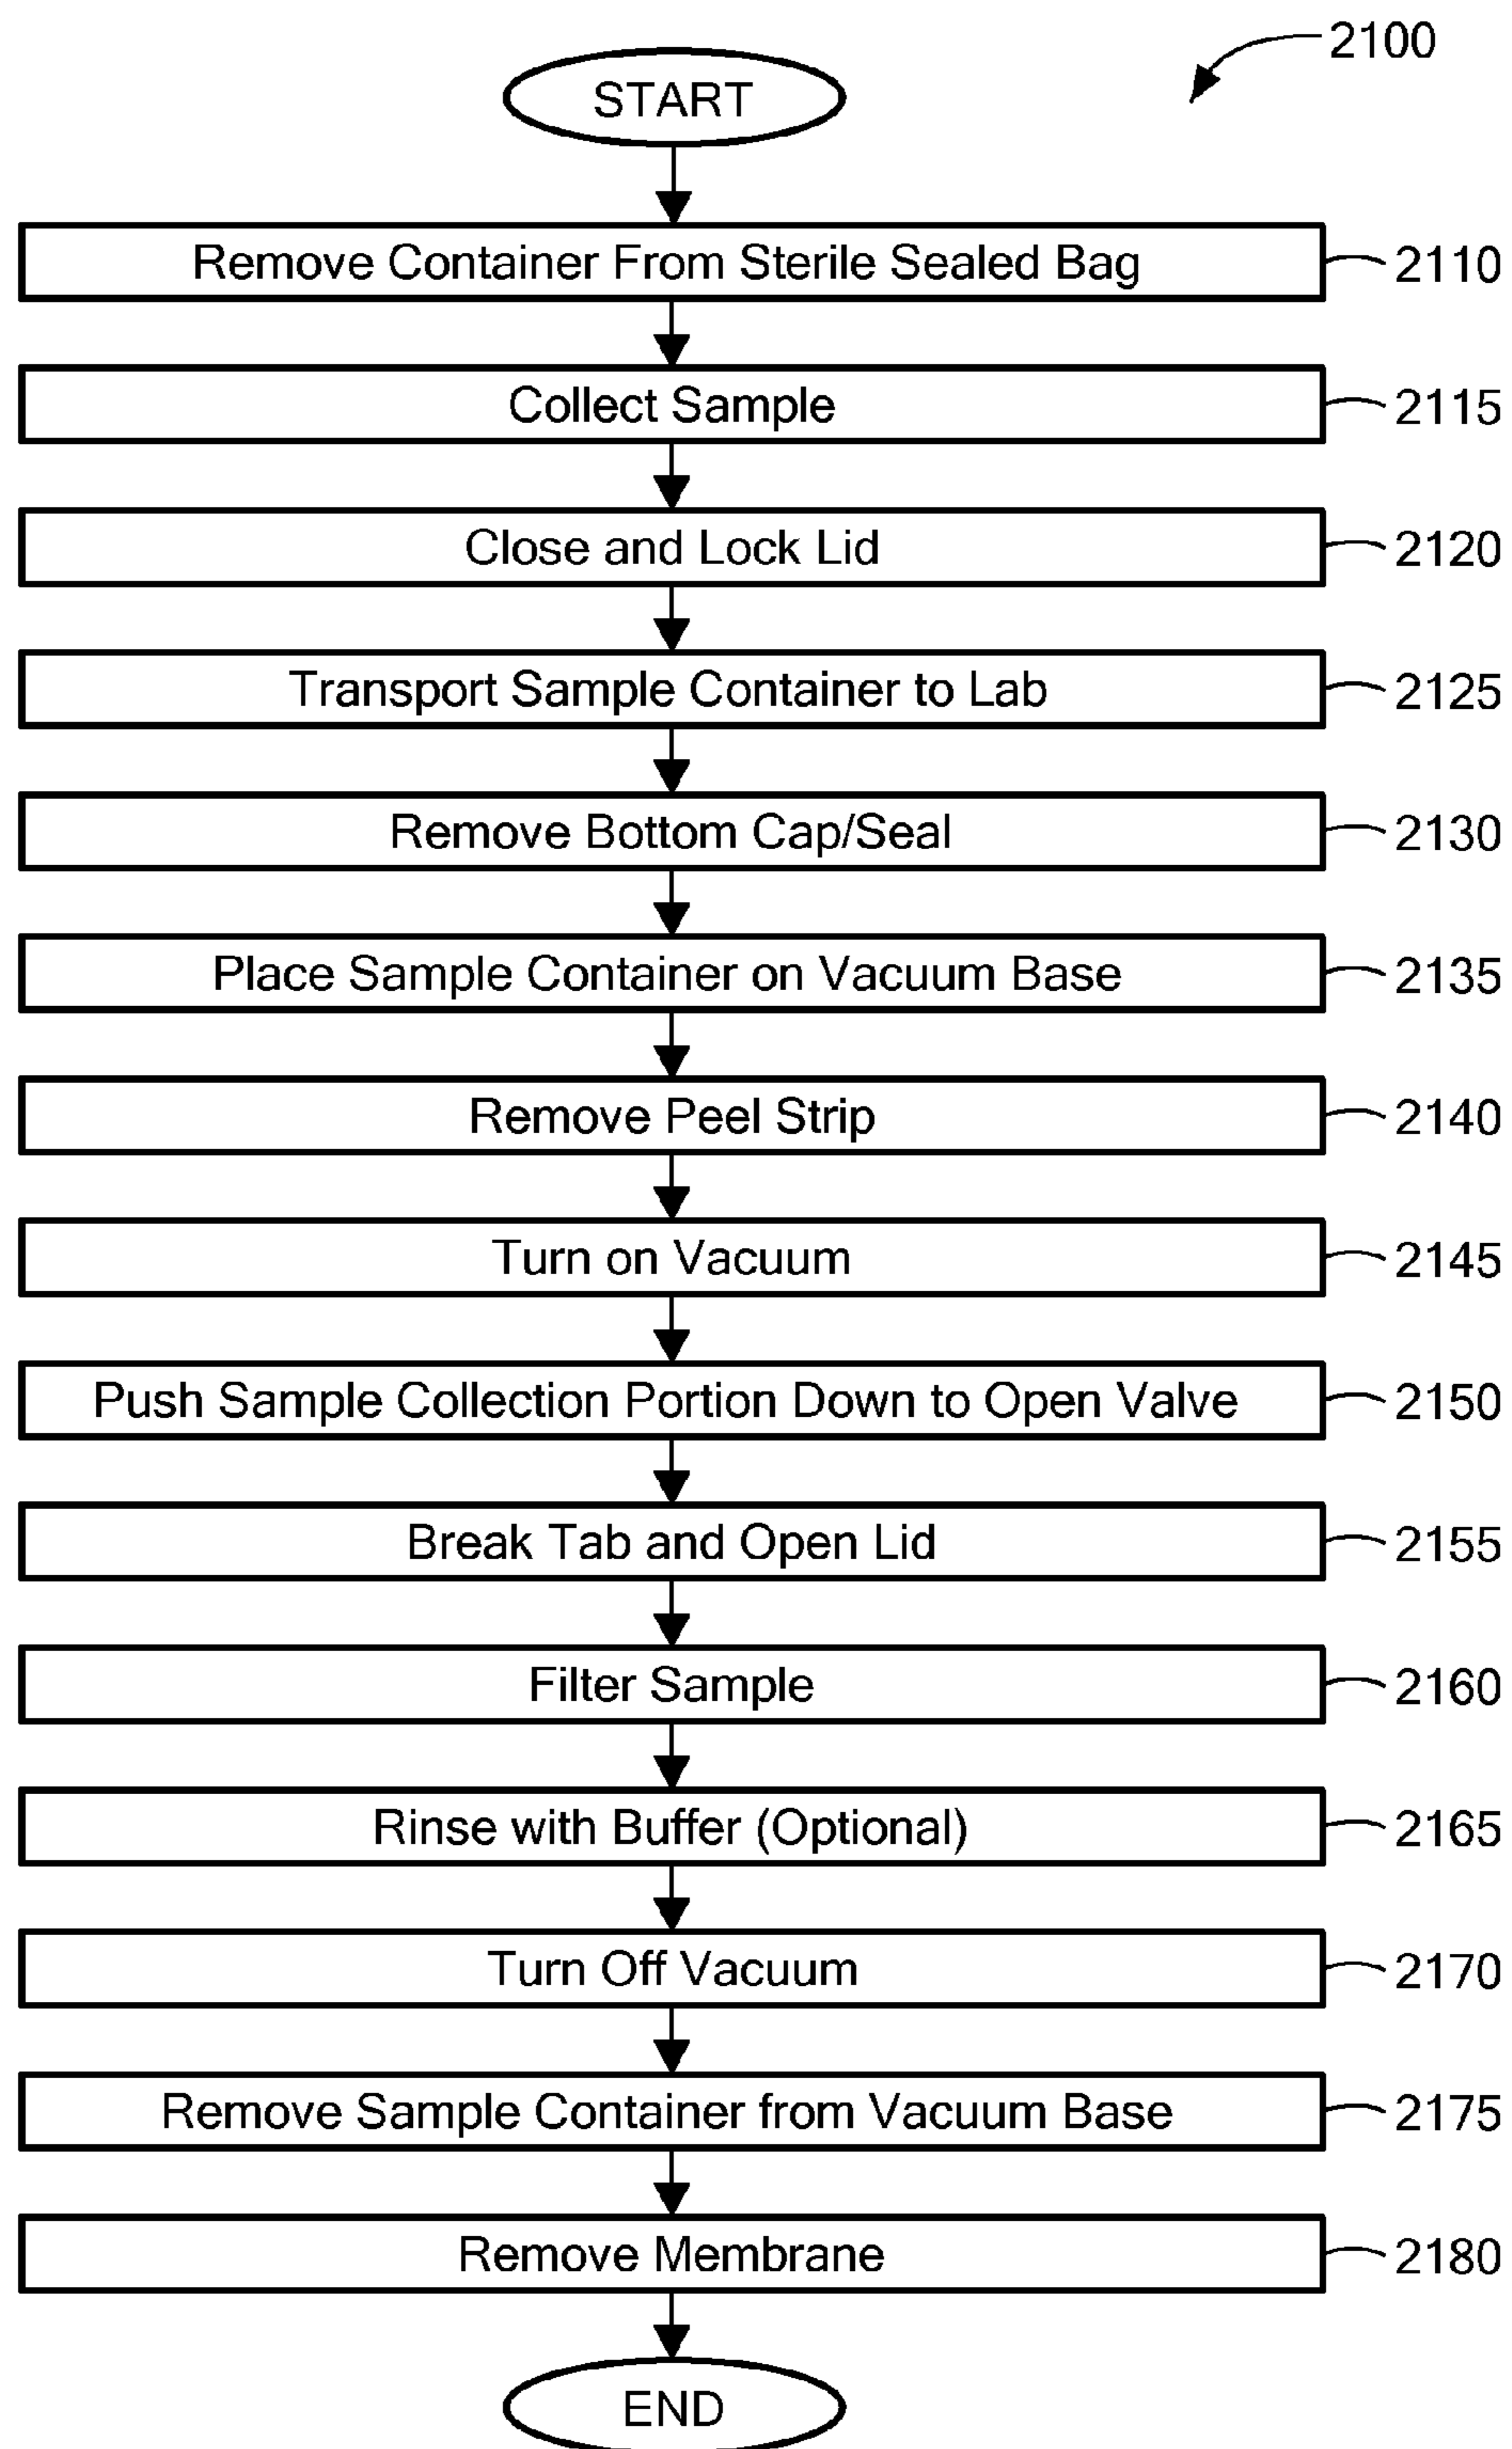 2100
START
Remove Container From Sterile Sealed Bag 2110
Collect Sample 2115
Close and Lock Lid 2120
Transport Sample Container to Lab 2125
Remove Bottom Cap/Seal 2130
Place Sample Container on Vacuum Base 2135
Remove Peel Strip 2140
Turn on Vacuum 2145
Push Sample Collection Portion Down to Open Valve 2150
Break Tab and Open Lid 2155
Filter Sample 2160
Rinse with Buffer (Optional) 2165
Turn Off Vacuum 2170
Remove Sample Container from Vacuum Base 2175
Remove Membrane 2180
END